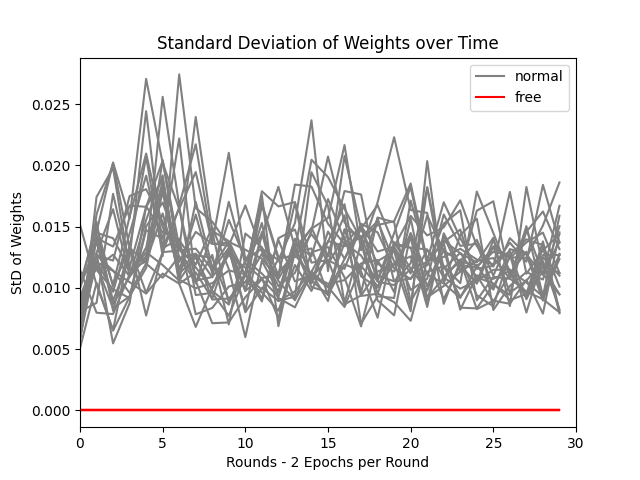 Standard Deviation of Weights over Time
normal
free
StD of Weights
0.025
0.020
0.015
0.010
0.005
0.000
0 5 10 15 20 25 30
Rounds - 2 Epochs per Round